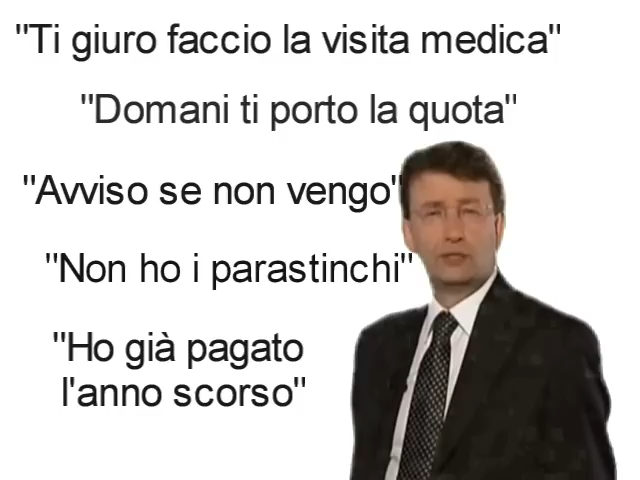 "Ti giuro faccio la visita medica"
"Domani ti porto la quota"
"Avviso se non vengo"
"Non ho i parastinchi"
"Ho già pagato
l'anno scorso"